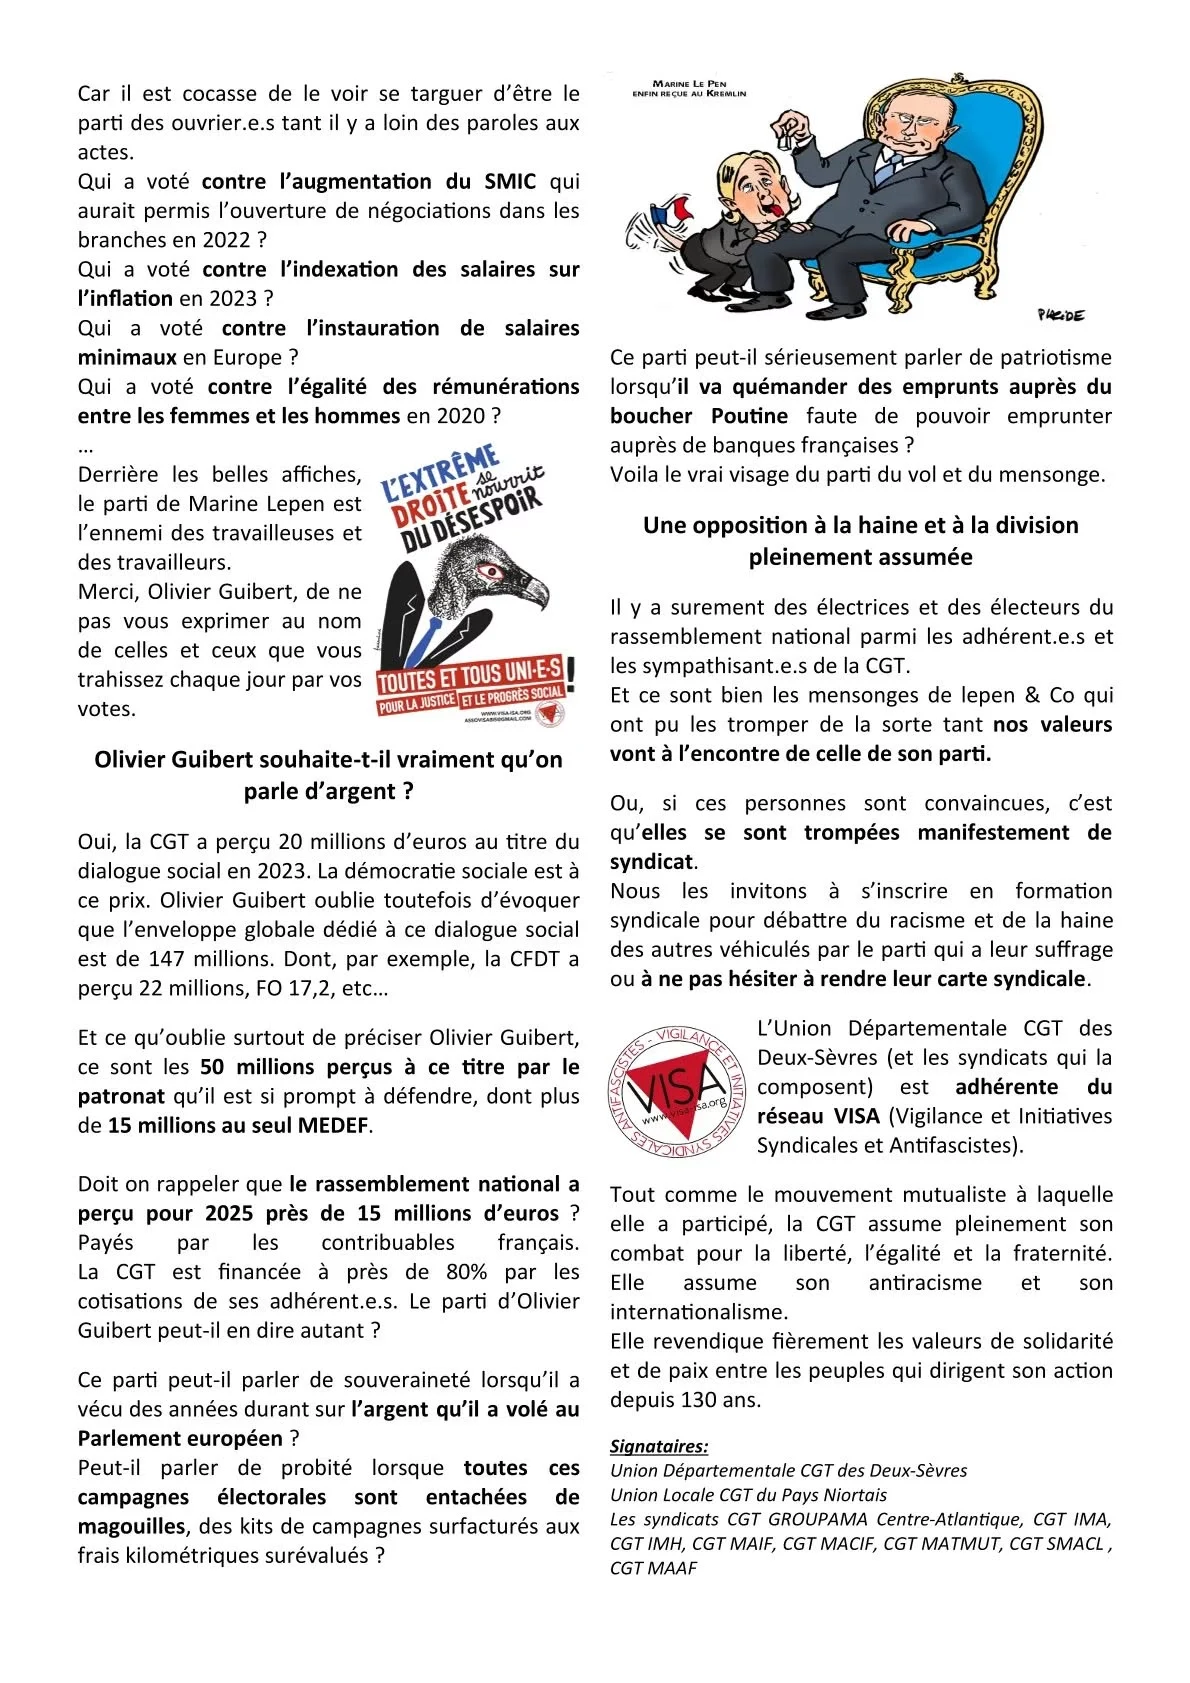 Car il est cocasse de le voir se targuer d’être le
parti des ouvrier.e.s tant il y a loin des paroles aux
actes.
Qui a voté contre l’augmentation du SMIC qui
aurait permis l’ouverture de négociations dans les
branches en 2022 ?
Qui a voté contre l’indexation des salaires sur
l’inflation en 2023 ?
Qui a voté contre l’instauration de salaires
minimaux en Europe ?
Qui a voté contre l’égalité des rémunérations
entre les femmes et les hommes en 2020 ?
…
Derrière les belles affiches,
le parti de Marine Lepen est
l’ennemi des travailleuses et
des travailleurs.
Merci, Olivier Guibert, de ne
pas vous exprimer au nom
de celles et ceux que vous
trahissez chaque jour par vos
votes.
L’EXTRÊME
DROITE se nourrit
DU DÉSESPOIR
TOUTES ET TOUS UNI·E·S !
POUR LA JUSTICE ET LE PROGRÈS SOCIAL
WWW.VISA-ISA.ORG
ASSOVISABIS@GMAIL.COM
Olivier Guibert souhaite-t-il vraiment qu’on
parle d’argent ?
Oui, la CGT a perçu 20 millions d’euros au titre du
dialogue social en 2023. La démocratie sociale est à
ce prix. Olivier Guibert oublie toutefois d’évoquer
que l’enveloppe globale dédié à ce dialogue social
est de 147 millions. Dont, par exemple, la CFDT a
perçu 22 millions, FO 17,2, etc…
Et ce qu’oublie surtout de préciser Olivier Guibert,
ce sont les 50 millions perçus à ce titre par le
patronat qu’il est si prompt à défendre, dont plus
de 15 millions au seul MEDEF.
Doit on rappeler que le rassemblement national a
perçu pour 2025 près de 15 millions d’euros ?
Payés par les contribuables français.
La CGT est financée à près de 80% par les
cotisations de ses adhérent.e.s. Le parti d’Olivier
Guibert peut-il en dire autant ?
Ce parti peut-il parler de souveraineté lorsqu’il a
vécu des années durant sur l’argent qu’il a volé au
Parlement européen ?
Peut-il parler de probité lorsque toutes ces
campagnes électorales sont entachées de
magouilles, des kits de campagnes surfacturés aux
frais kilométriques surévalués ?
MARINE LE PEN
ENFIN REÇUE AU KREMLIN
PLACIDE
Ce parti peut-il sérieusement parler de patriotisme
lorsqu’il va quémander des emprunts auprès du
boucher Poutine faute de pouvoir emprunter
auprès de banques françaises ?
Voila le vrai visage du parti du vol et du mensonge.
Une opposition à la haine et à la division
pleinement assumée
Il y a surement des électrices et des électeurs du
rassemblement national parmi les adhérent.e.s et
les sympathisant.e.s de la CGT.
Et ce sont bien les mensonges de lepen & Co qui
ont pu les tromper de la sorte tant nos valeurs
vont à l’encontre de celle de son parti.
Ou, si ces personnes sont convaincues, c’est
qu’elles se sont trompées manifestement de
syndicat.
Nous les invitons à s’inscrire en formation
syndicale pour débattre du racisme et de la haine
des autres véhiculés par le parti qui a leur suffrage
ou à ne pas hésiter à rendre leur carte syndicale.
VIGILANCE ET INITIATIVES SYNDICALES ANTIFASCISTES -
VISA
www.visa-isa.org
L’Union Départementale CGT des
Deux-Sèvres (et les syndicats qui la
composent) est adhérente du
réseau VISA (Vigilance et Initiatives
Syndicales et Antifascistes).
Tout comme le mouvement mutualiste à laquelle
elle a participé, la CGT assume pleinement son
combat pour la liberté, l’égalité et la fraternité.
Elle assume son antiracisme et son
internationalisme.
Elle revendique fièrement les valeurs de solidarité
et de paix entre les peuples qui dirigent son action
depuis 130 ans.
Signataires:
Union Départementale CGT des Deux-Sèvres
Union Locale CGT du Pays Niortais
Les syndicats CGT GROUPAMA Centre-Atlantique, CGT IMA,
CGT IMH, CGT MAIF, CGT MACIF, CGT MATMUT, CGT SMACL ,
CGT MAAF